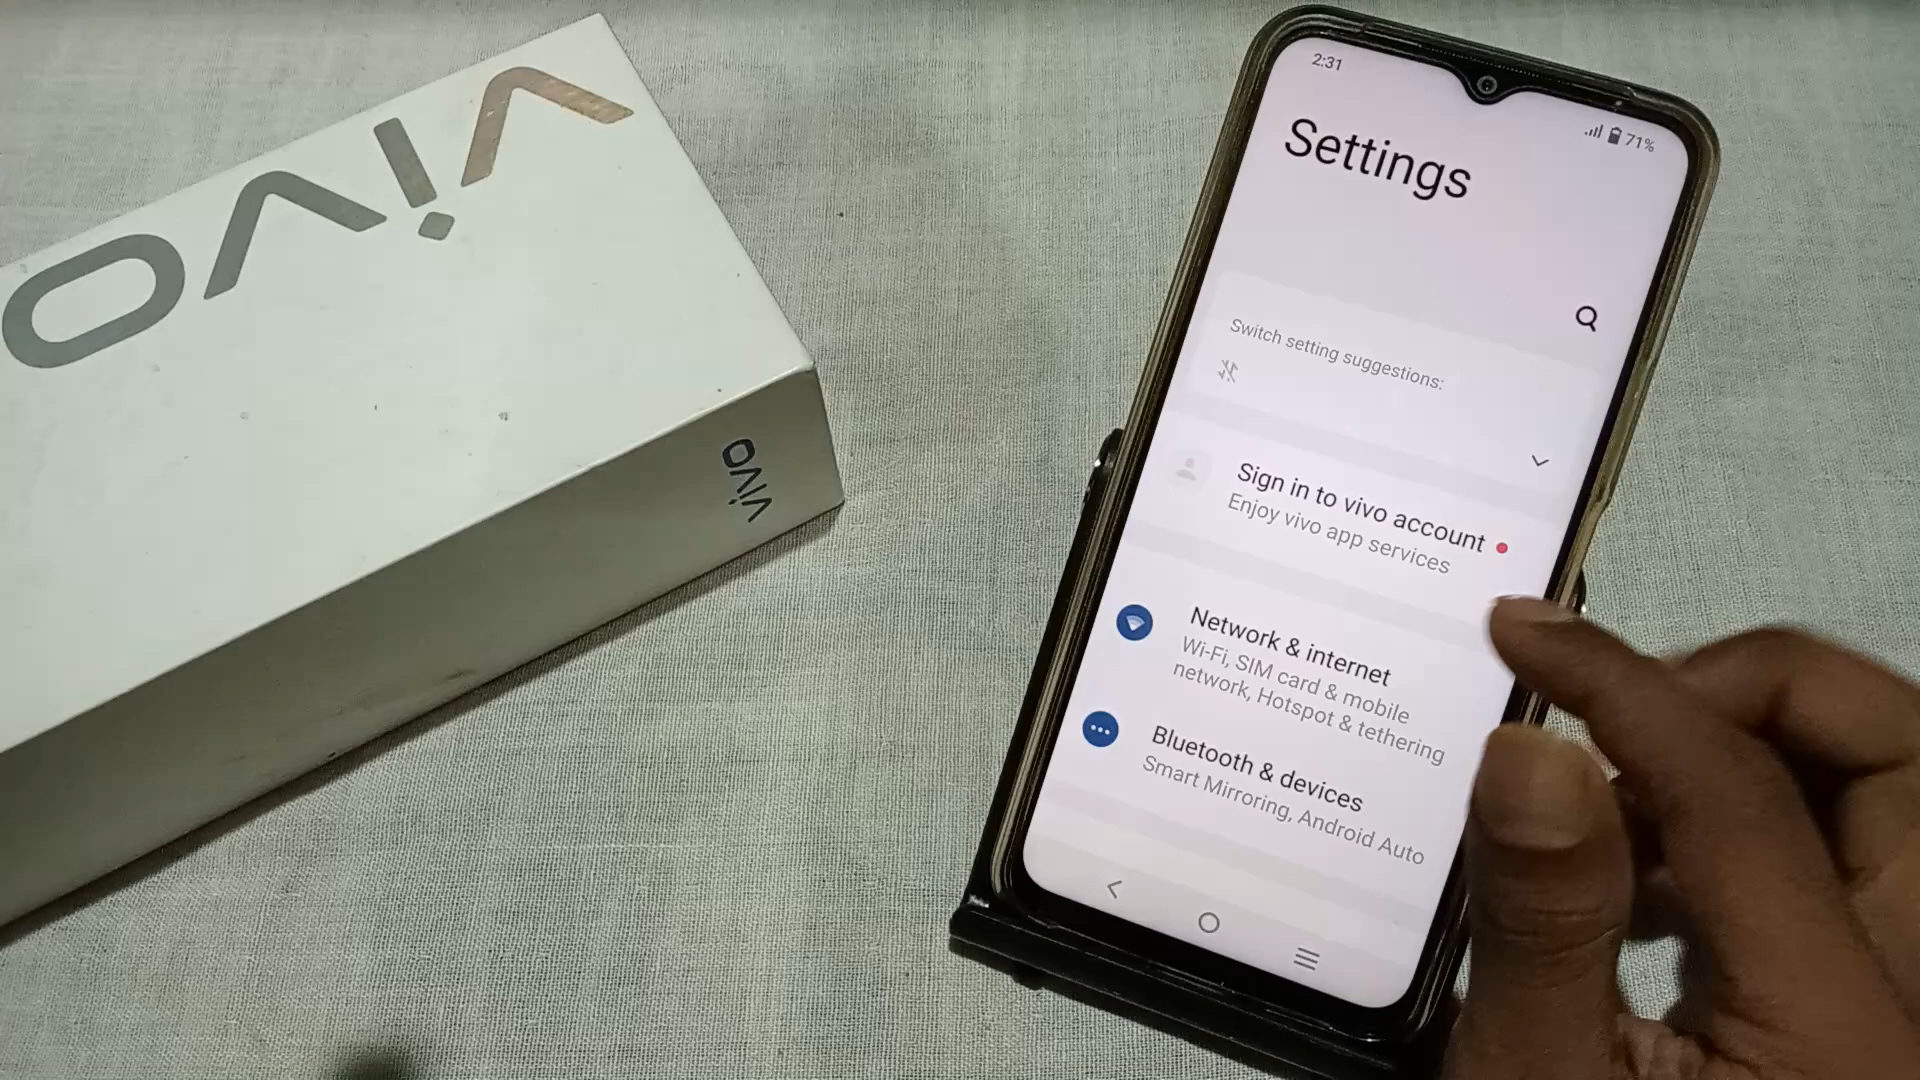 vivo
vivo
2:31
71%
Settings
Switch setting suggestions:
Sign in to vivo account
Enjoy vivo app services
Network & internet
Wi-Fi, SIM card & mobile
network, Hotspot & tethering
Bluetooth & devices
Smart Mirroring, Android Auto